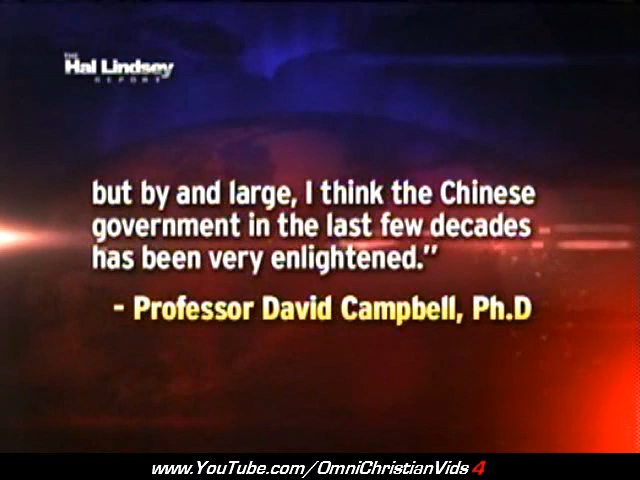 THE
Hal Lindsey
REPORT
but by and large, I think the Chinese
government in the last few decades
has been very enlightened.”
- Professor David Campbell, Ph.D
www.YouTube.com/OmniChristianVids 4